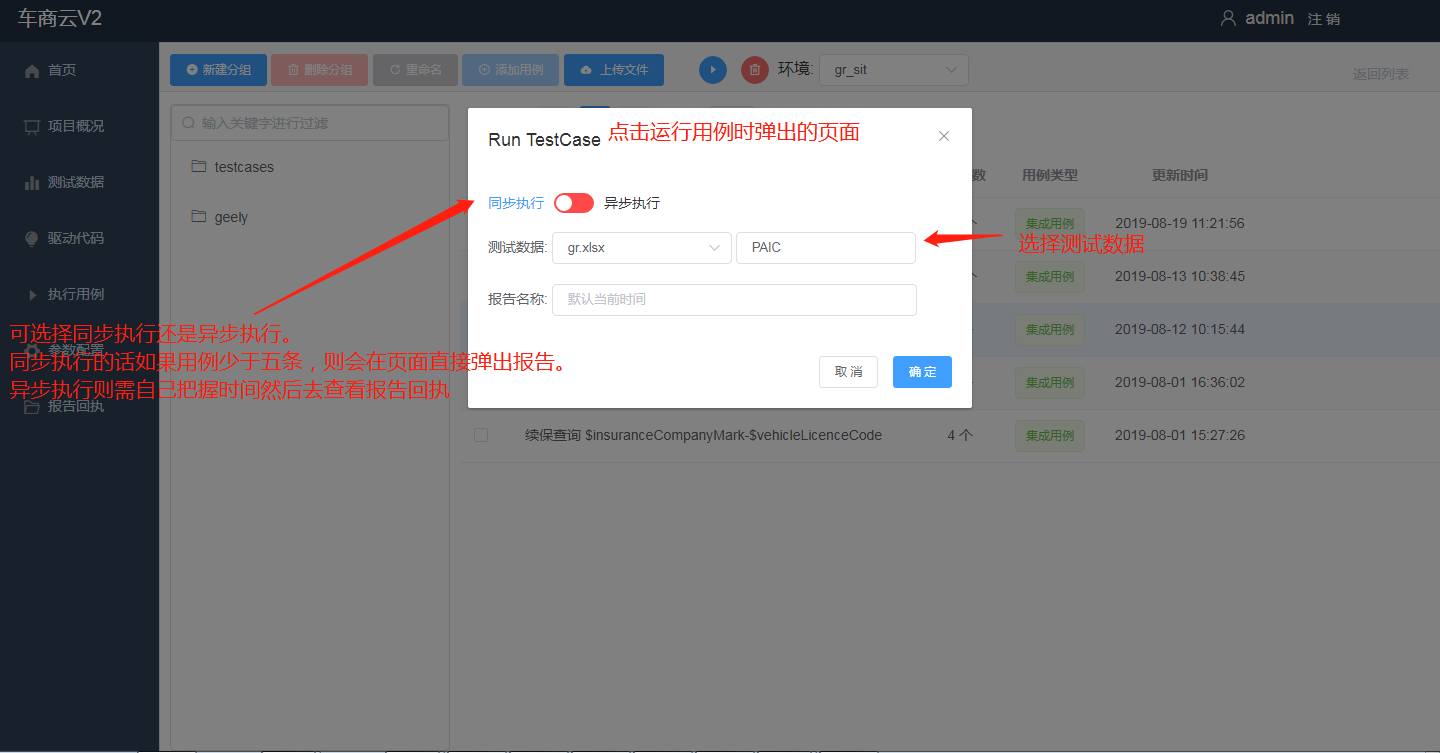 车商云V2
admin 注 销
首页
项目概况
测试数据
驱动代码
执行用例
参数配置
报告回执
新建分组
删除分组
重命名
添加用例
上传文件
环境:
gr_sit
返回列表
输入关键字进行过滤
testcases
geely
Run TestCase
点击运行用例时弹出的页面
同步执行
异步执行
测试数据:
gr.xlsx
PAIC
选择测试数据
报告名称:
默认当前时间
取 消
确 定
可选择同步执行还是异步执行。
同步执行的话如果用例少于五条，则会在页面直接弹出报告。
异步执行则需自己把握时间然后去查看报告回执
数
用例类型
更新时间
个 集成用例 2019-08-19 11:21:56
个 集成用例 2019-08-13 10:38:45
集成用例 2019-08-12 10:15:44
集成用例 2019-08-01 16:36:02
续保查询 $insuranceCompanyMark-$vehicleLicenceCode 4 个 集成用例 2019-08-01 15:27:26